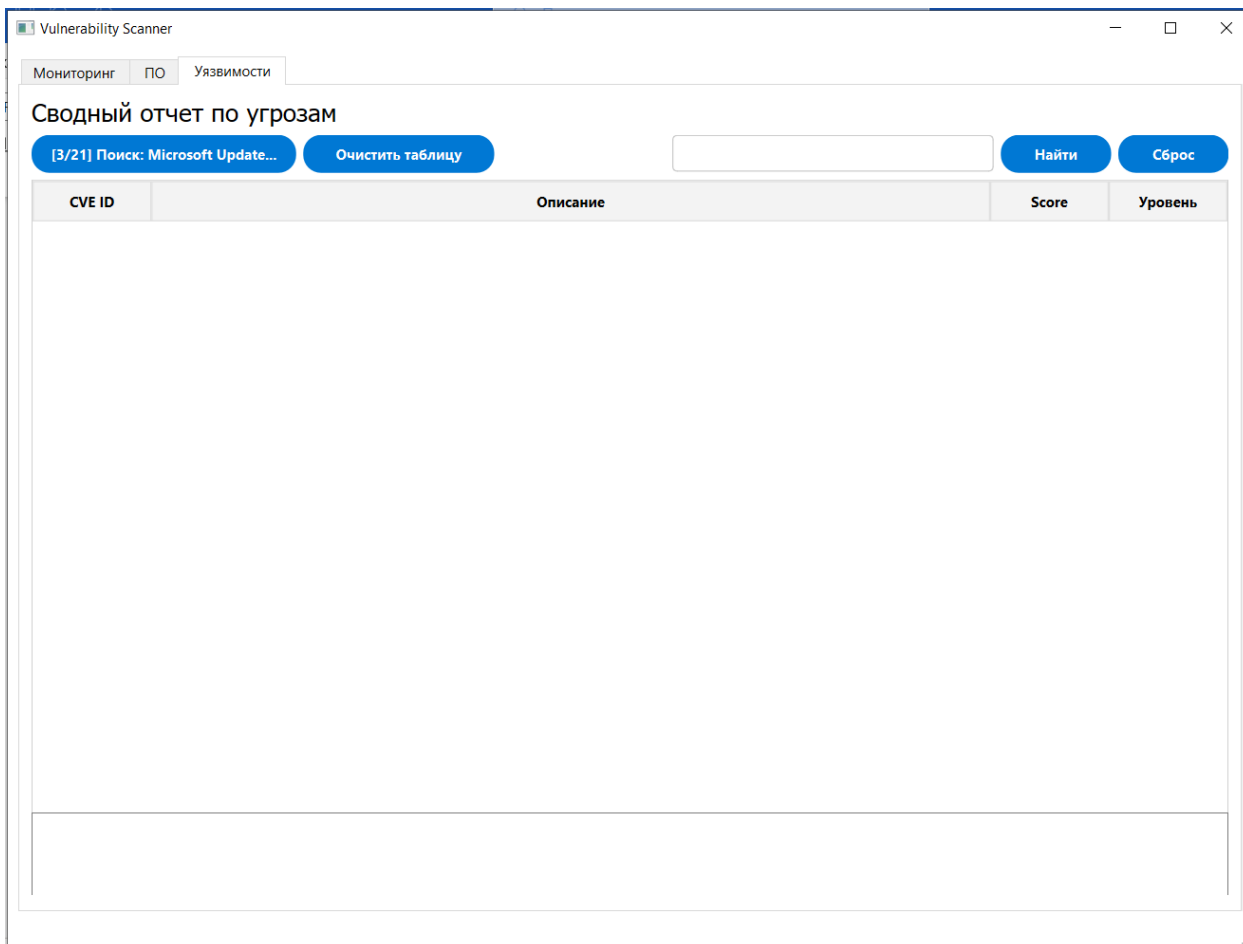 Vulnerability Scanner
Мониторинг ПО Уязвимости
Сводный отчет по угрозам
[3/21] Поиск: Microsoft Update... Очистить таблицу Найти Сброс
CVE ID Описание Score Уровень